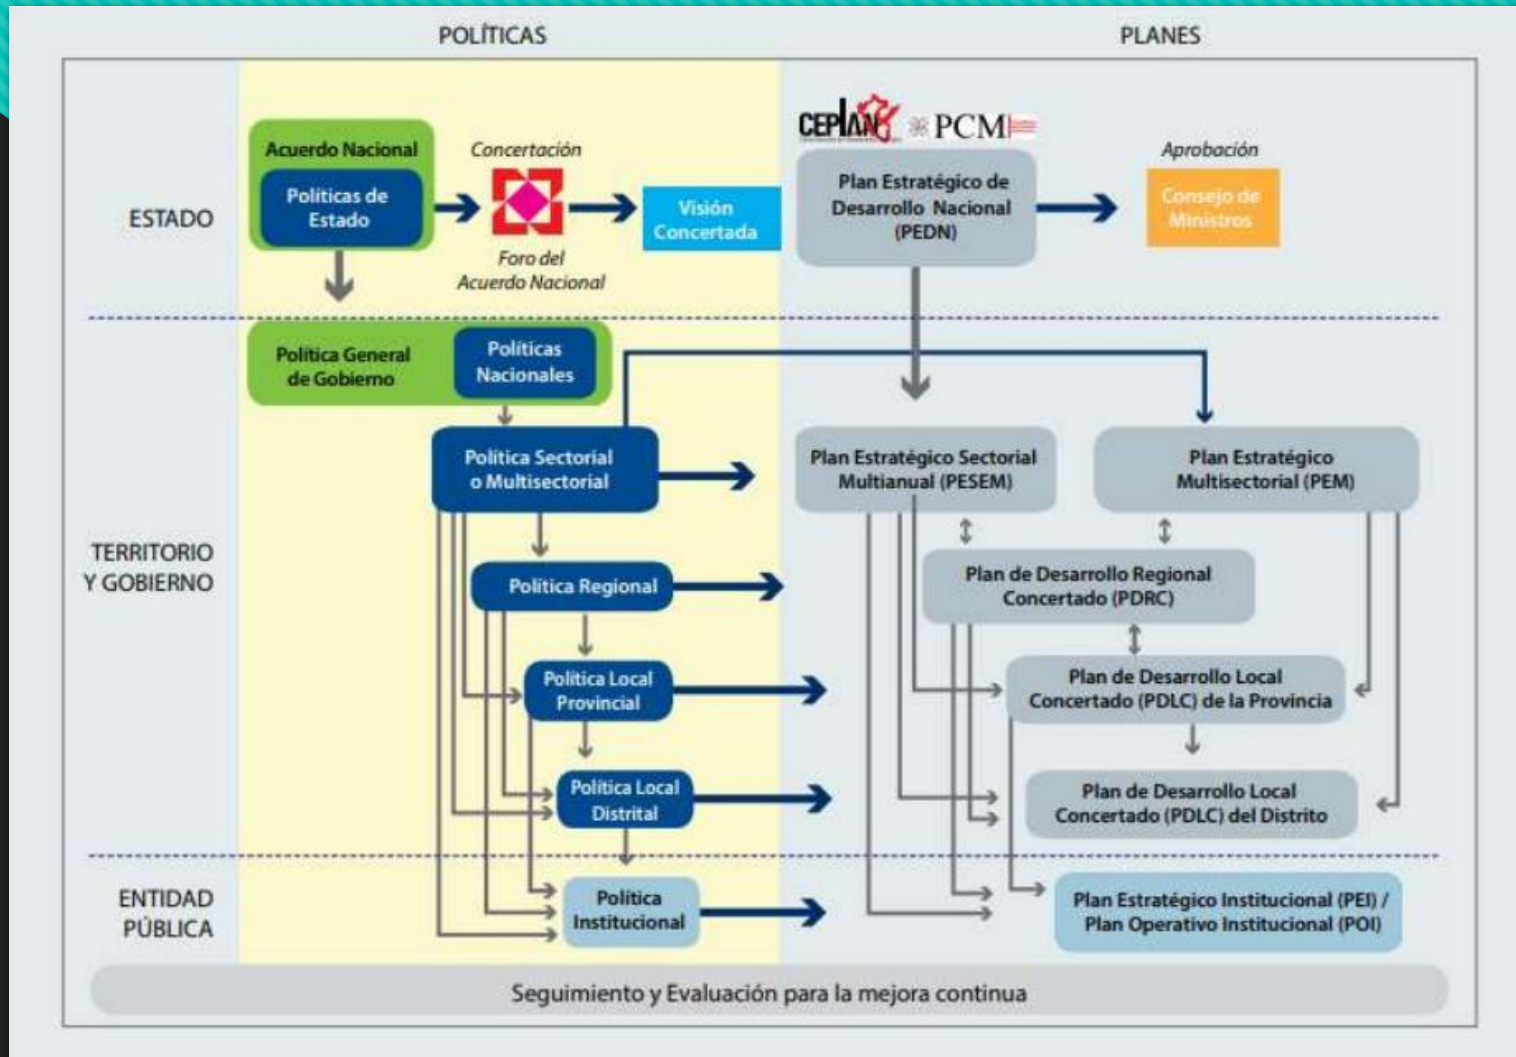 POLÍTICAS
PLANES
ESTADO
Acuerdo Nacional
Políticas de
Estado
Concertación
Foro del
Acuerdo Nacional
Visión
Concertada
CEPLAN
PCM
Plan Estratégico de
Desarrollo Nacional
(PEDN)
Aprobación
Consejo de
Ministros
TERRITORIO
Y GOBIERNO
Política General
de Gobierno
Políticas
Nacionales
Política Sectorial
o Multisectorial
Plan Estratégico Sectorial
Multianual (PESEM)
Plan Estratégico
Multisectorial (PEM)
Política Regional
Plan de Desarrollo Regional
Concertado (PDRC)
Política Local
Provincial
Plan de Desarrollo Local
Concertado (PDLC) de la Provincia
Política Local
Distrital
Plan de Desarrollo Local
Concertado (PDLC) del Distrito
ENTIDAD
PÚBLICA
Política
Institucional
Plan Estratégico Institucional (PEI) /
Plan Operativo Institucional (POI)
Seguimiento y Evaluación para la mejora continua